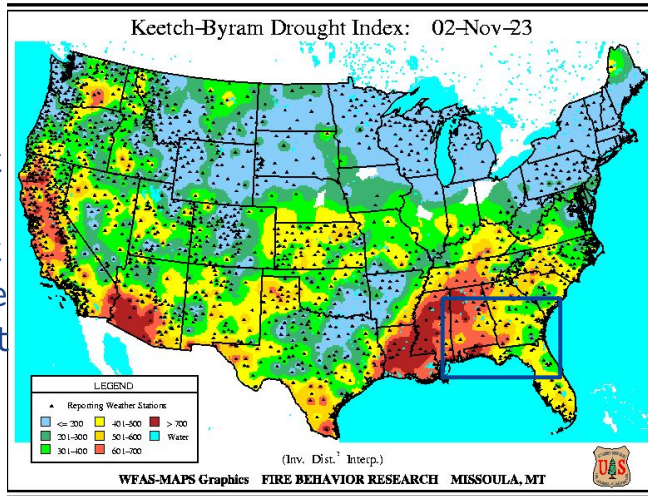 Keetch-Byram Drought Index: 02-Nov-23
LEGEND
Reporting Weather Stations
<= 200
401-500
> 700
201-300
501-600
Water
301-400
601-700
(Inv. Dist.² Interp.)
WFAS-MAPS Graphics FIRE BEHAVIOR RESEARCH MISSOULA, MT
U S